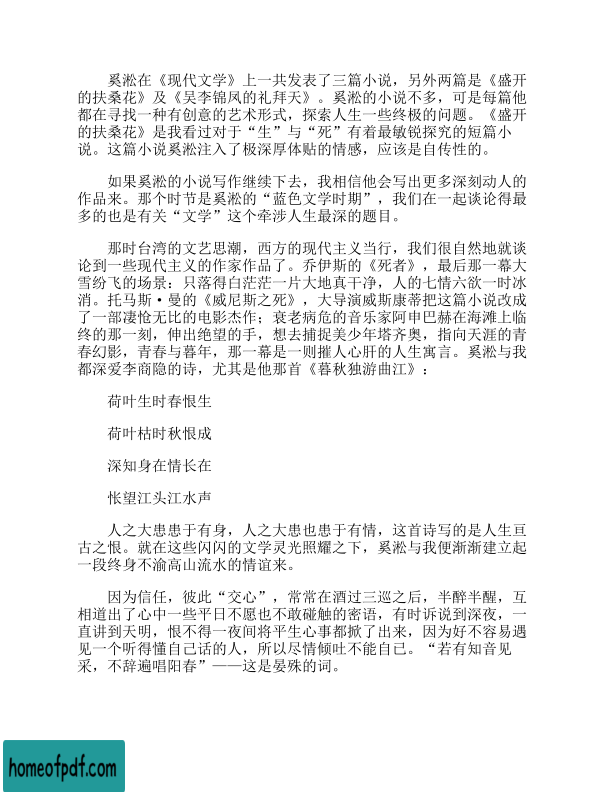 奚淞在《现代文学》上一共发表了三篇小说，另外两篇是《盛开
的扶桑花》及《吴李锦凤的礼拜天》。奚淞的小说不多，可是每篇他
都在寻找一种有创意的艺术形式，探索人生一些终极的问题。《盛开
的扶桑花》是我看过对于“生”与“死”有着最敏锐探究的短篇小
说。这篇小说奚淞注入了极深厚体贴的情感，应该是自传性的。
如果奚淞的小说写作继续下去，我相信他会写出更多深刻动人的
作品来。那个时节是奚淞的“蓝色文学时期”，我们在一起谈论得最
多的也是有关“文学”这个牵涉人生最深的题目。
那时台湾的文艺思潮，西方的现代主义当行，我们很自然地就谈
论到一些现代主义的作家作品了。乔伊斯的《死者》，最后那一幕大
雪纷飞的场景：只落得白茫茫一片大地真干净，人的七情六欲一时冰
消。托马斯·曼的《威尼斯之死》，大导演威斯康蒂把这篇小说改成
了一部凄怆无比的电影杰作；衰老病危的音乐家阿申巴赫在海滩上临
终的那一刻，伸出绝望的手，想去捕捉美少年塔齐奥，指向天涯的青
春幻影，青春与暮年，那一幕是一则摧人心肝的人生寓言。奚淞与我
都深爱李商隐的诗，尤其是他那首《暮秋独游曲江》：
荷叶生时春恨生
荷叶枯时秋恨成
深知身在情长在
怅望江头江水声
人之大患患于有身，人之大患也患于有情，这首诗写的是人生亘
古之恨。就在这些闪闪的文学灵光照耀之下，奚淞与我便渐渐建立起
一段终身不渝高山流水的情谊来。
因为信任，彼此“交心”，常常在酒过三巡之后，半醉半醒，互
相道出了心中一些平日不愿也不敢碰触的密语，有时诉说到深夜，一
直讲到天明，恨不得一夜间将平生心事都掀了出来，因为好不容易遇
见一个听得懂自己话的人，所以尽情倾吐不能自已。“若有知音见
采，不辞遍唱阳春”——这是晏殊的词。
homeofpdf.com